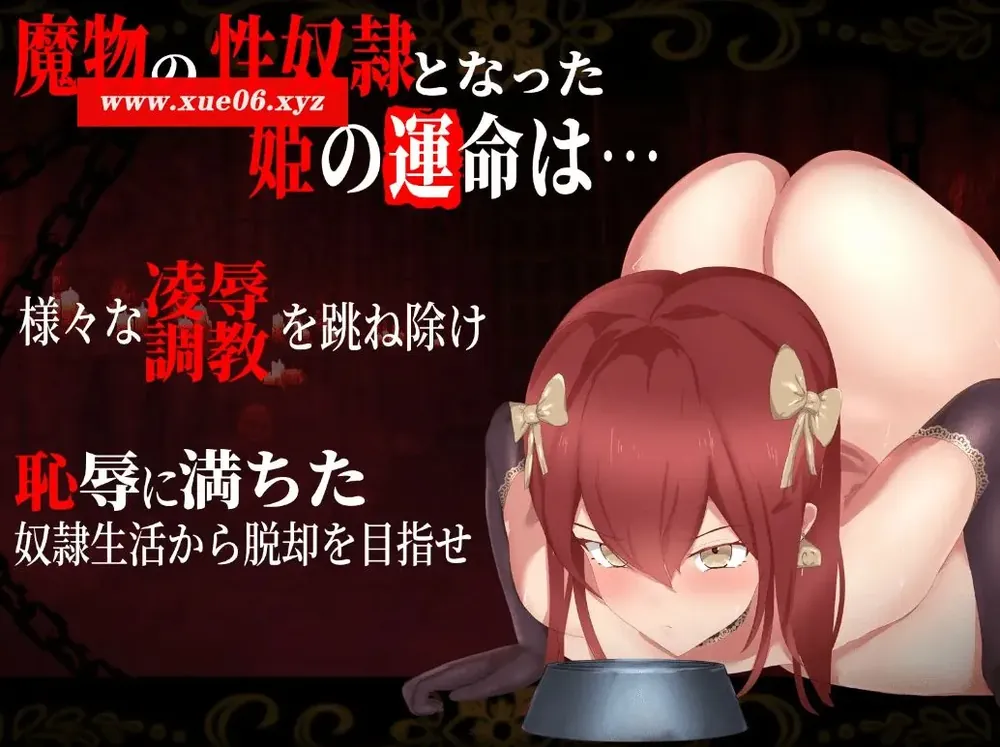 魔物の性奴隷となった
www.xue06.xyz
姫の運命は…
様々な凌辱調教を跳ね除け
恥辱に満ちた
奴隷生活から脱却を目指せ